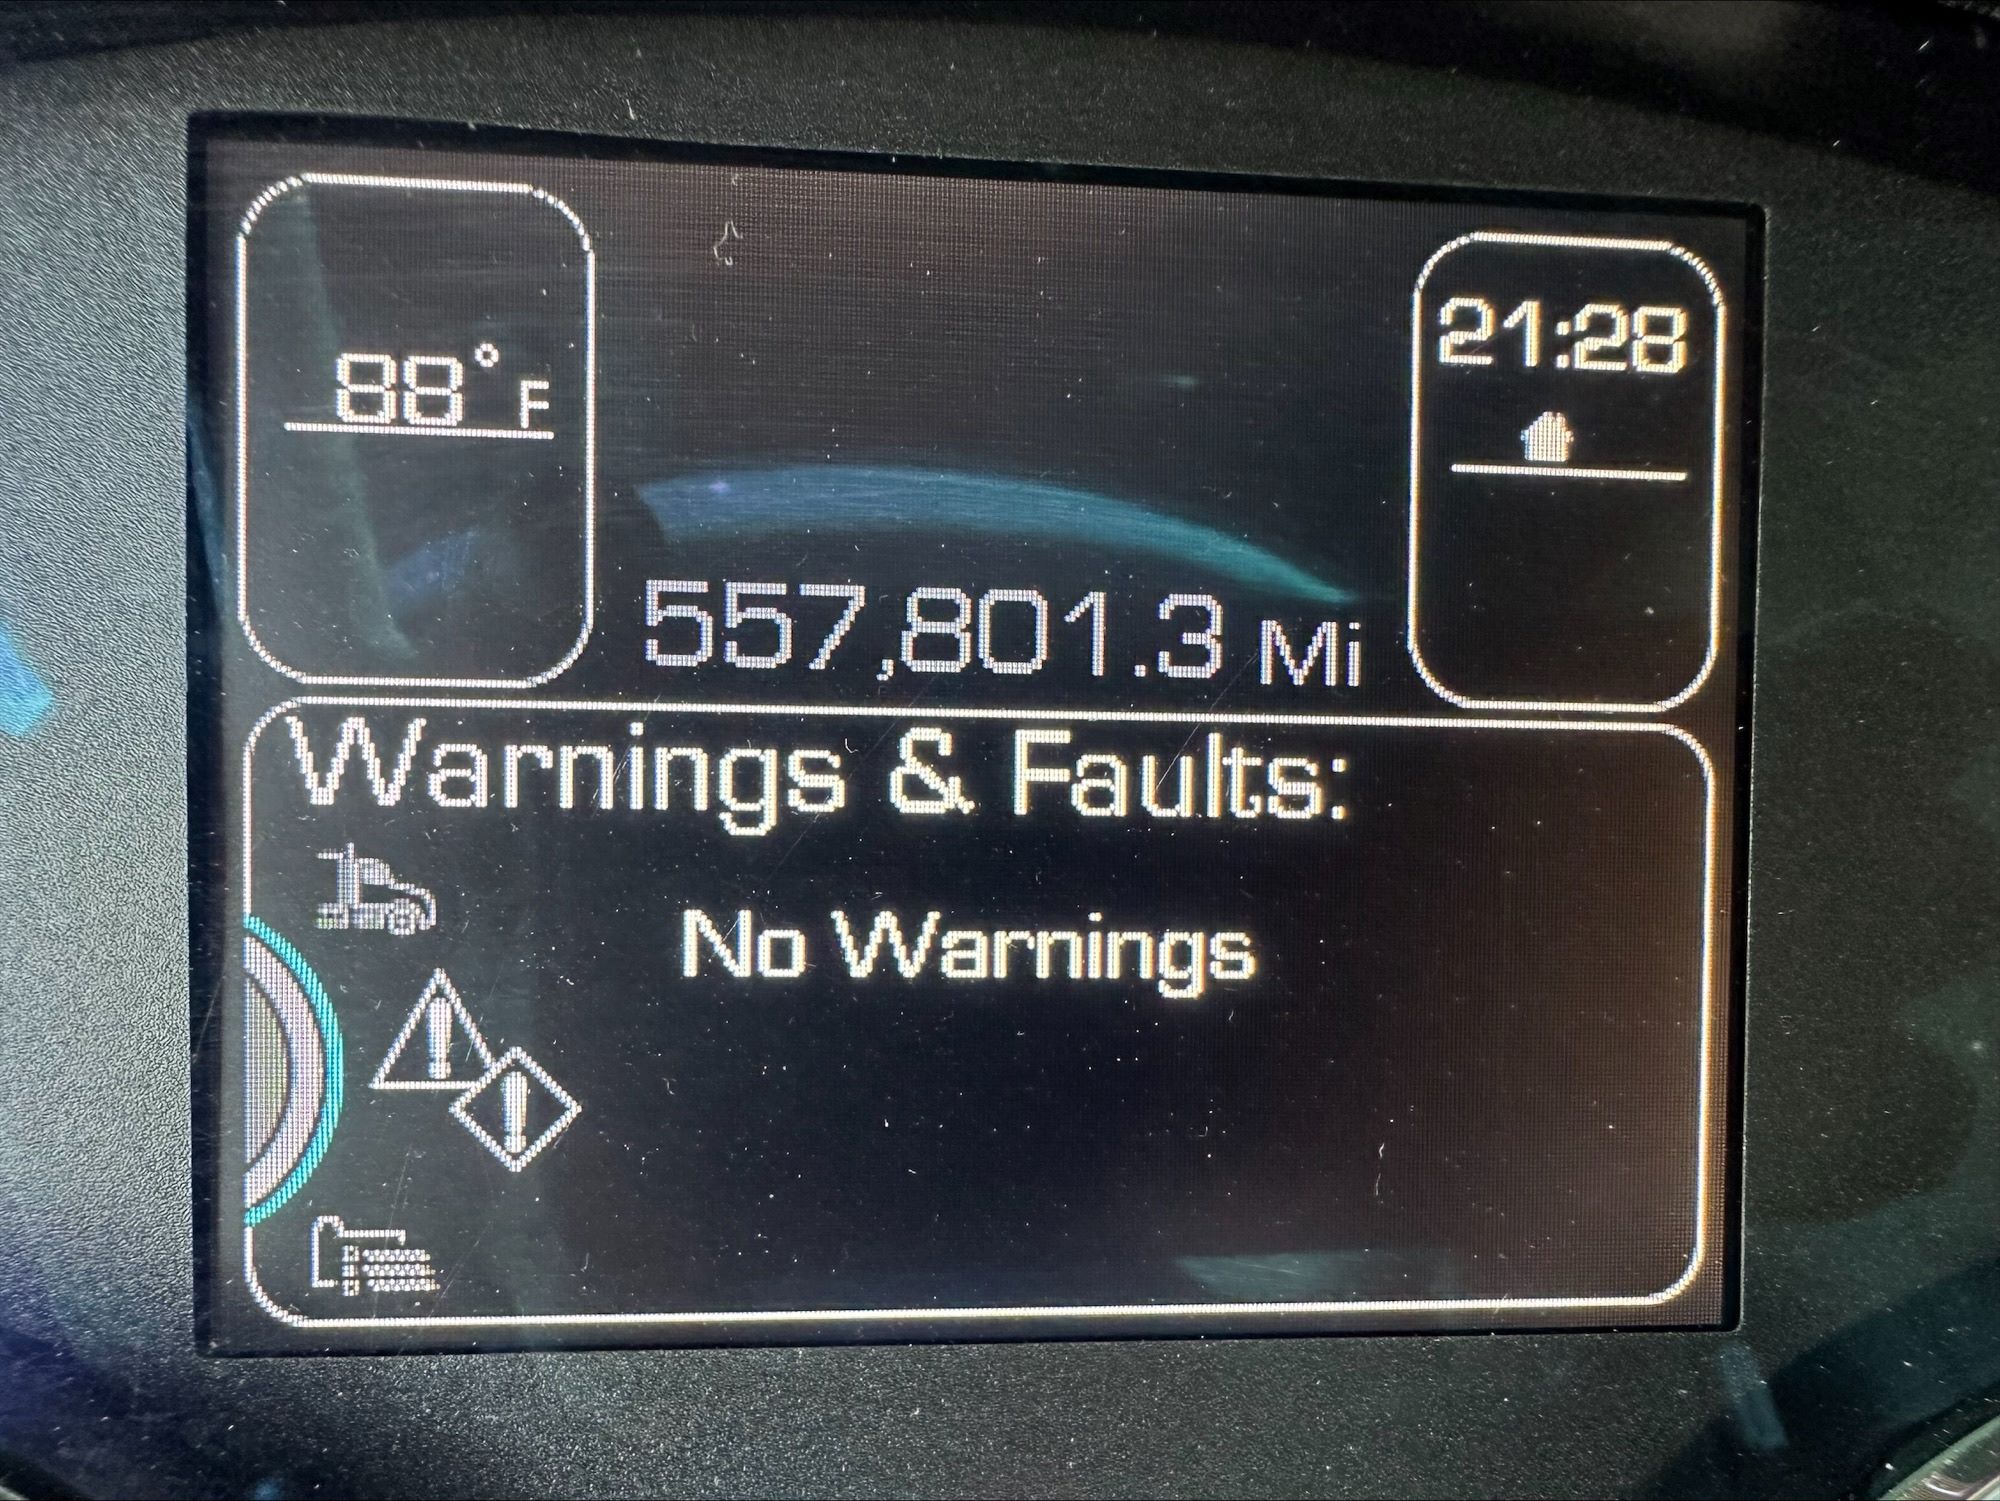 88° F
21:28
557,801.3 Mi
Warnings & Faults:
No Warnings